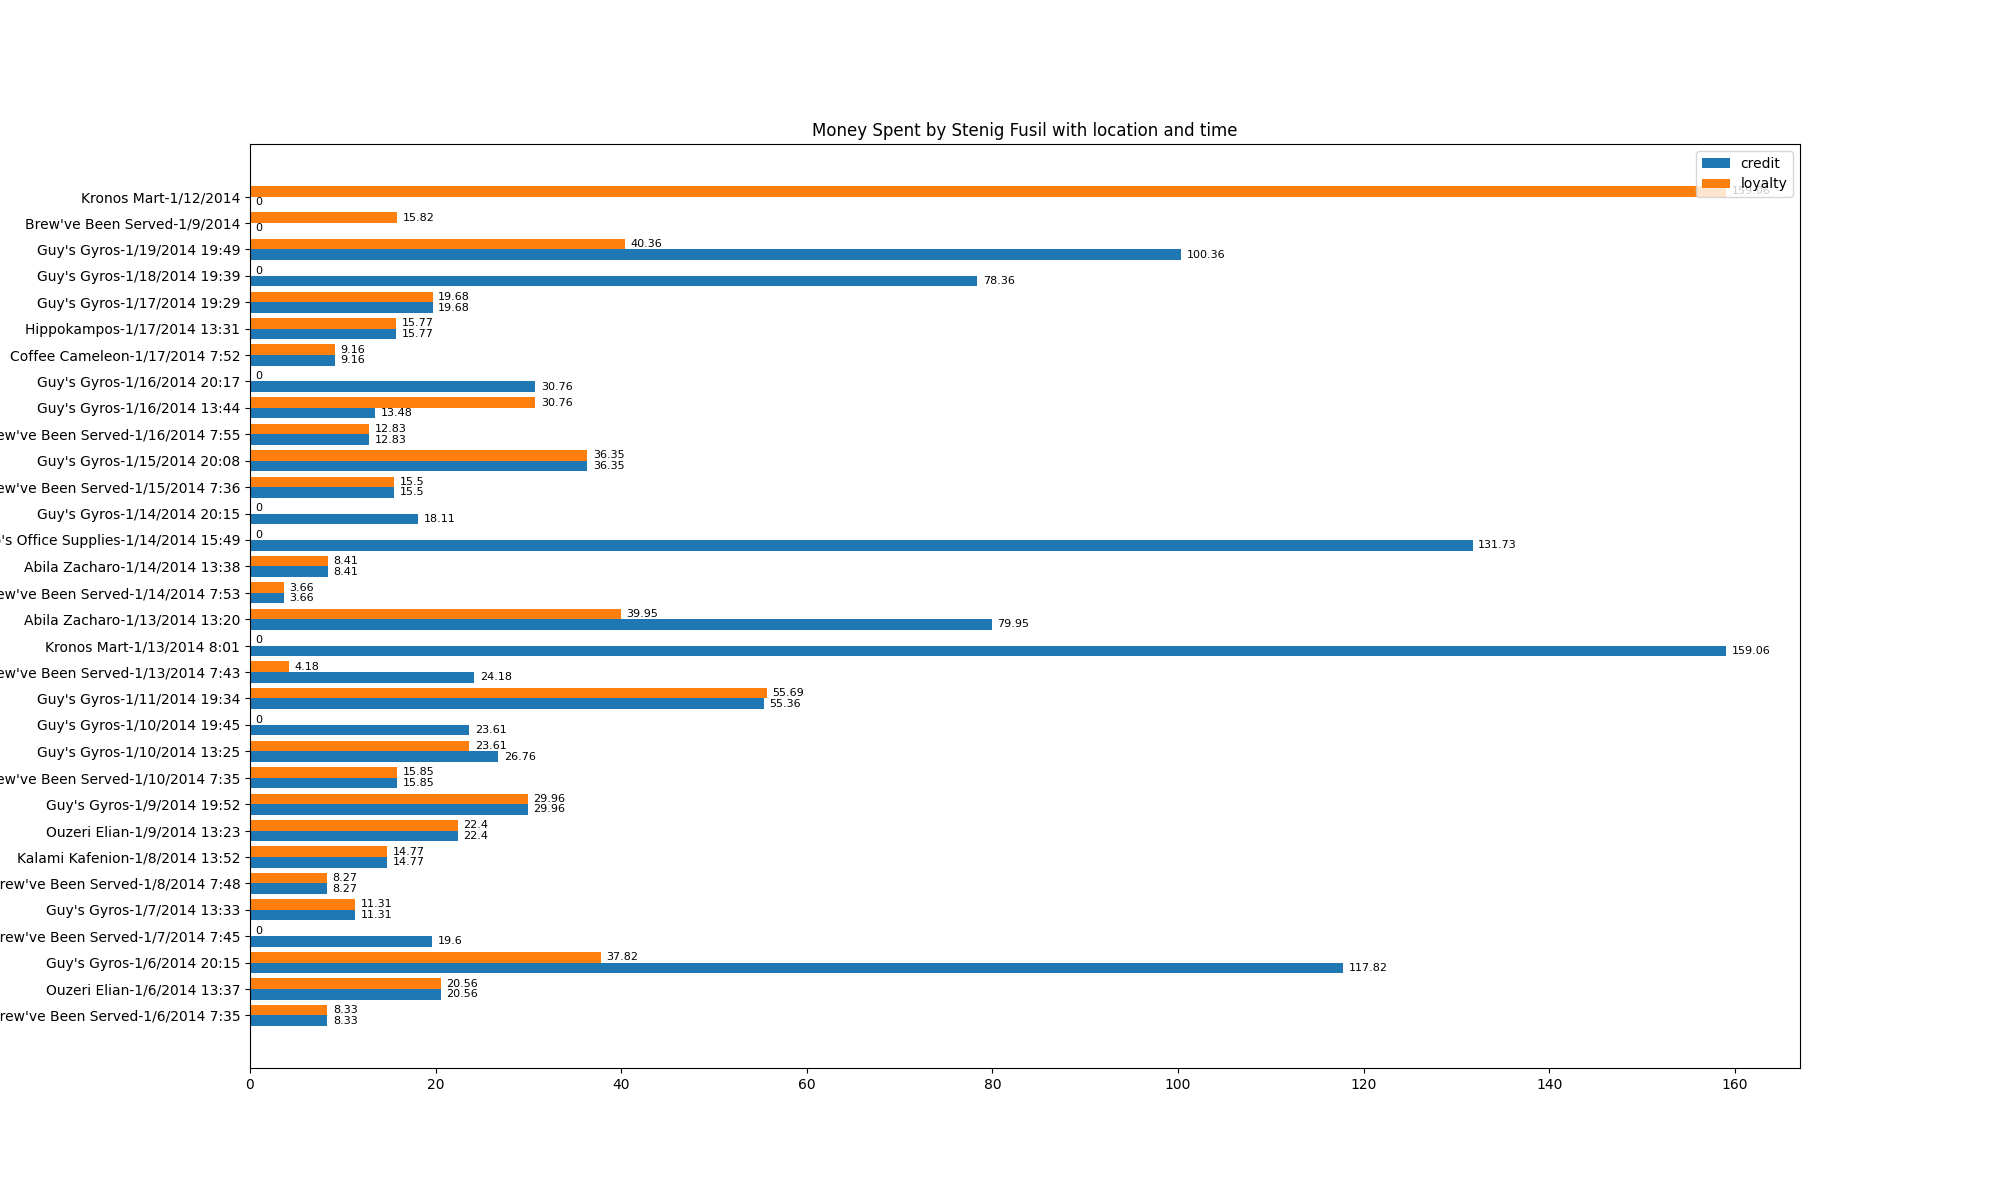 Money Spent by Stenig Fusil with location and time
credit
loyalty
Kronos Mart-1/12/2014
159.06
0
Brew've Been Served-1/9/2014
15.82
0
Guy's Gyros-1/19/2014 19:49
40.36
100.36
Guy's Gyros-1/18/2014 19:39
0
78.36
Guy's Gyros-1/17/2014 19:29
19.68
19.68
Hippokampos-1/17/2014 13:31
15.77
15.77
Coffee Cameleon-1/17/2014 7:52
9.16
9.16
Guy's Gyros-1/16/2014 20:17
0
30.76
Guy's Gyros-1/16/2014 13:44
30.76
13.48
ew've Been Served-1/16/2014 7:55
12.83
12.83
Guy's Gyros-1/15/2014 20:08
36.35
36.35
ew've Been Served-1/15/2014 7:36
15.5
15.5
Guy's Gyros-1/14/2014 20:15
0
18.11
's Office Supplies-1/14/2014 15:49
0
131.73
Abila Zacharo-1/14/2014 13:38
8.41
8.41
ew've Been Served-1/14/2014 7:53
3.66
3.66
Abila Zacharo-1/13/2014 13:20
39.95
79.95
Kronos Mart-1/13/2014 8:01
0
159.06
ew've Been Served-1/13/2014 7:43
4.18
24.18
Guy's Gyros-1/11/2014 19:34
55.69
55.36
Guy's Gyros-1/10/2014 19:45
0
23.61
Guy's Gyros-1/10/2014 13:25
23.61
26.76
ew've Been Served-1/10/2014 7:35
15.85
15.85
Guy's Gyros-1/9/2014 19:52
29.96
29.96
Ouzeri Elian-1/9/2014 13:23
22.4
22.4
Kalami Kafenion-1/8/2014 13:52
14.77
14.77
rew've Been Served-1/8/2014 7:48
8.27
8.27
Guy's Gyros-1/7/2014 13:33
11.31
11.31
rew've Been Served-1/7/2014 7:45
0
19.6
Guy's Gyros-1/6/2014 20:15
37.82
117.82
Ouzeri Elian-1/6/2014 13:37
20.56
20.56
rew've Been Served-1/6/2014 7:35
8.33
8.33
0 20 40 60 80 100 120 140 160